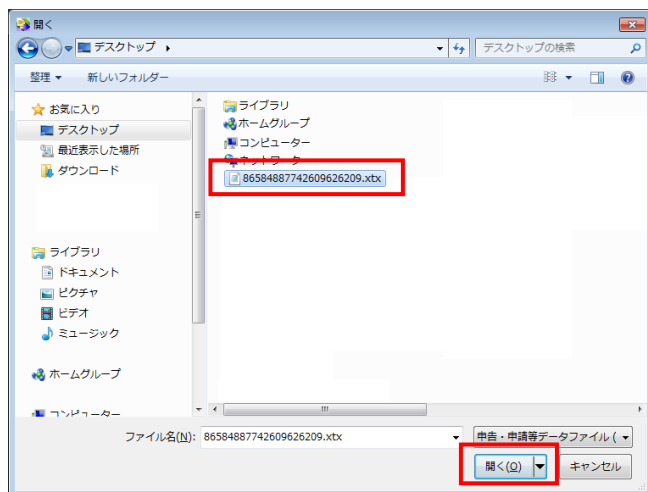 開く
デスクトップ
デスクトップの検索
整理 新しいフォルダー
お気に入り
デスクトップ
最近表示した場所
ダウンロード
ライブラリ
ドキュメント
ピクチャ
ビデオ
ミュージック
ホームグループ
コンピューター
ライブラリ
ホームグループ
コンピューター
ネットワーク
86584887742609626209.xtx
ファイル名(N): 86584887742609626209.xtx
申告・申請等データファイル (
開く(O) キャンセル